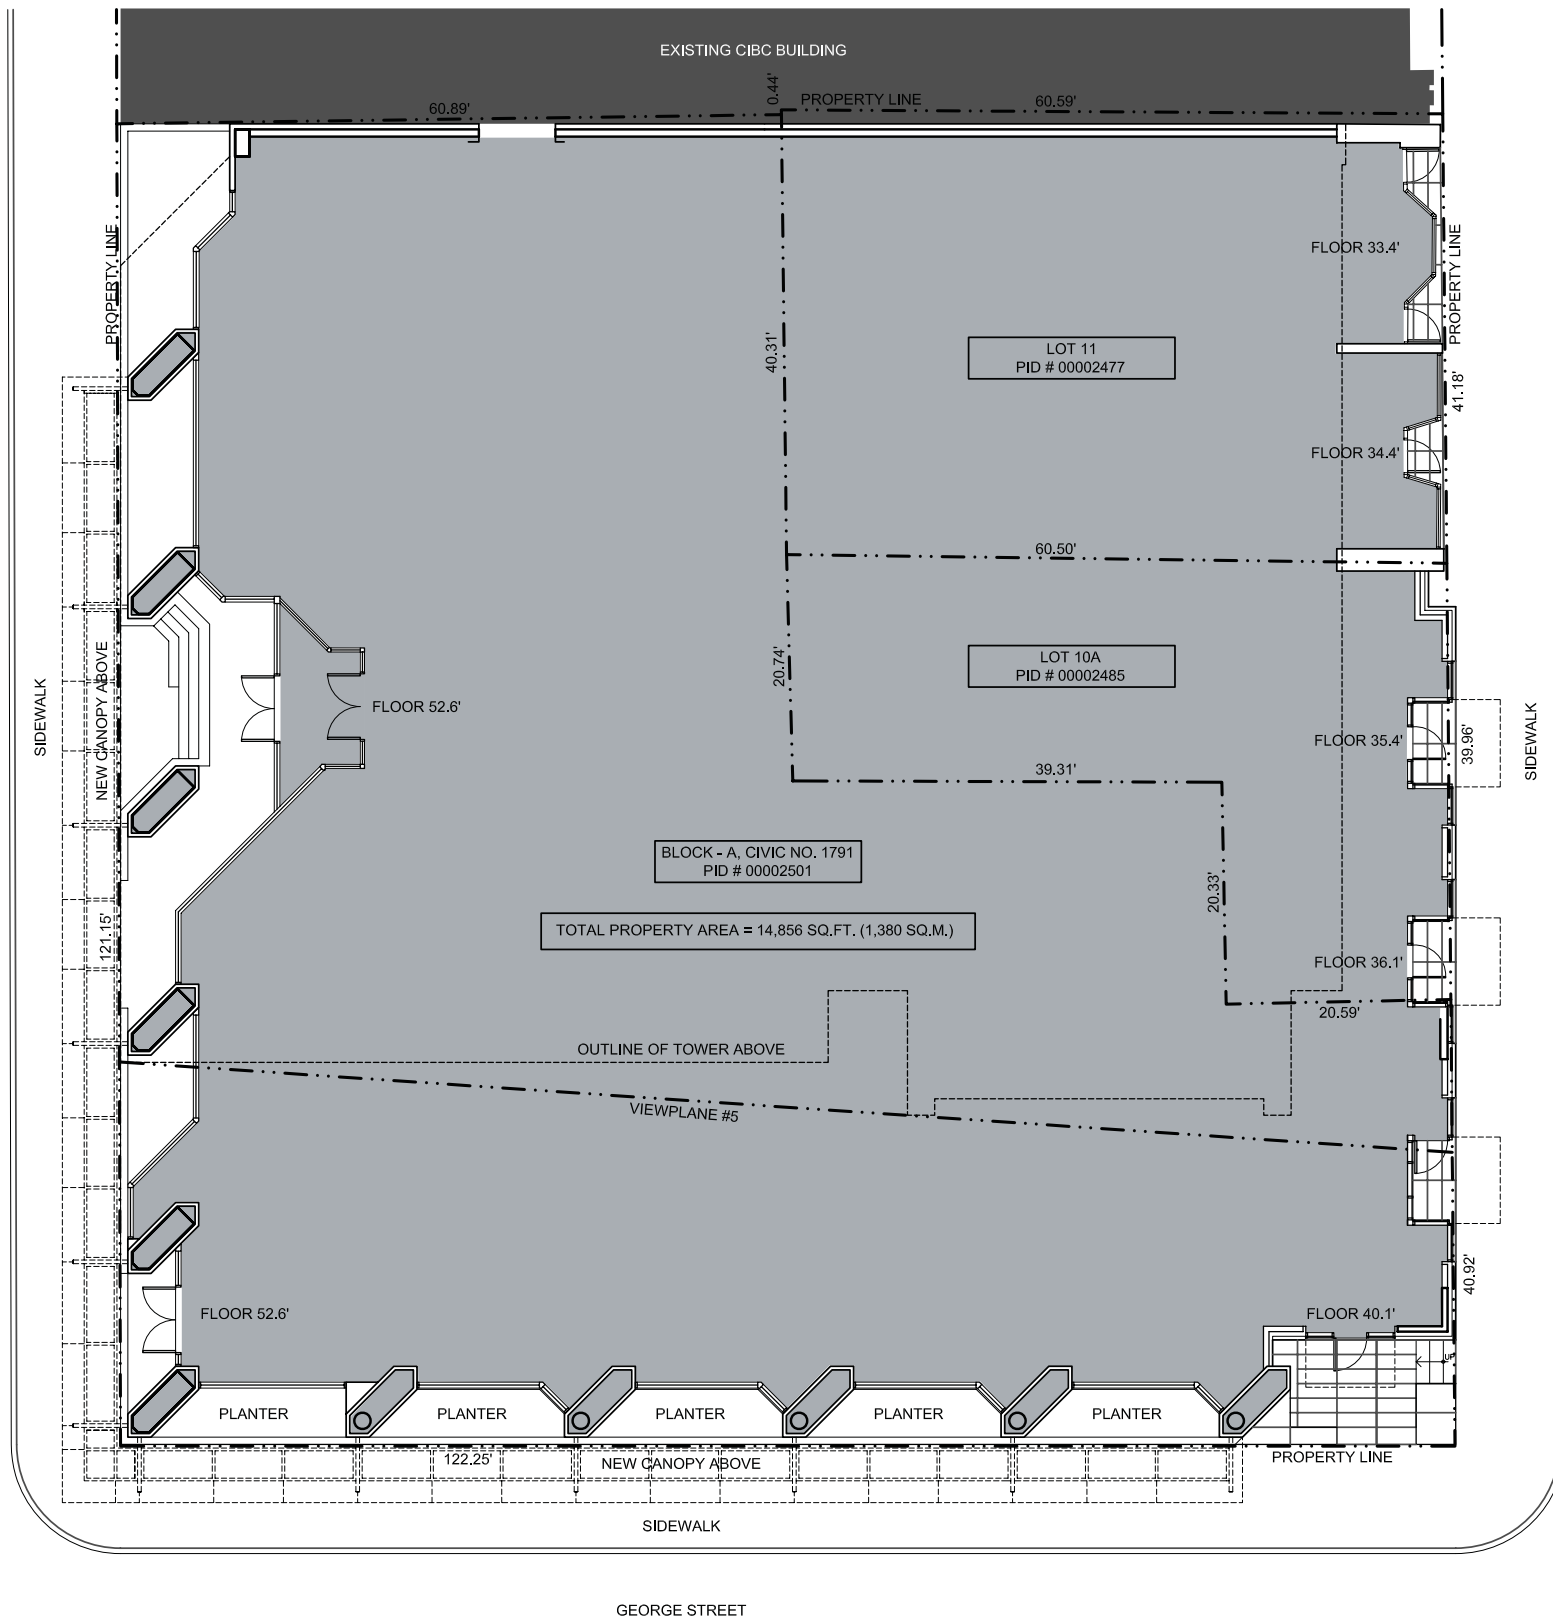 EXISTING CIBC BUILDING
0.44'
60.89'
PROPERTY LINE
60.59'
PROPERTY LINE
FLOOR 33.4'
PROPERTY LINE
40.31'
LOT 11
PID # 00002477
41.18'
FLOOR 34.4'
60.50'
NEW CANOPY ABOVE
SIDEWALK
20.74'
LOT 10A
PID # 00002485
FLOOR 52.6'
FLOOR 35.4'
39.96'
SIDEWALK
39.31'
BLOCK - A, CIVIC NO. 1791
PID # 00002501
20.33'
121.15'
TOTAL PROPERTY AREA = 14,856 SQ.FT. (1,380 SQ.M.)
FLOOR 36.1'
20.59'
OUTLINE OF TOWER ABOVE
VIEWPLANE #5
40.92'
FLOOR 52.6'
FLOOR 40.1'
UP
PLANTER
PLANTER
PLANTER
PLANTER
PLANTER
122.25'
NEW CANOPY ABOVE
PROPERTY LINE
SIDEWALK
GEORGE STREET